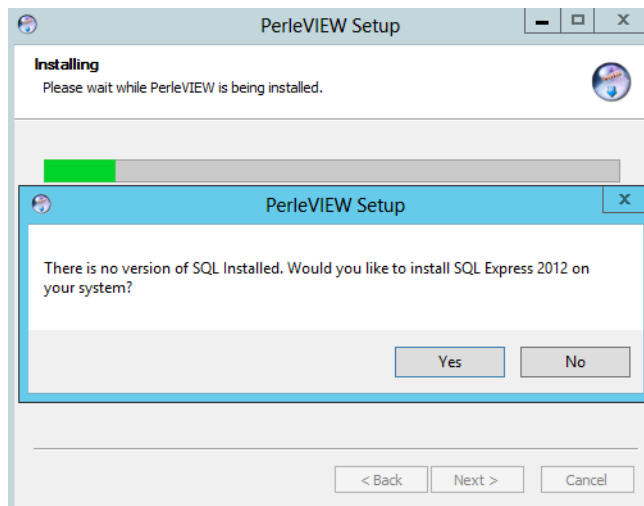 PerleVIEW Setup
Installing
Please wait while PerleVIEW is being installed.
PerleVIEW Setup
There is no version of SQL Installed. Would you like to install SQL Express 2012 on
your system?
Yes No
< Back Next > Cancel